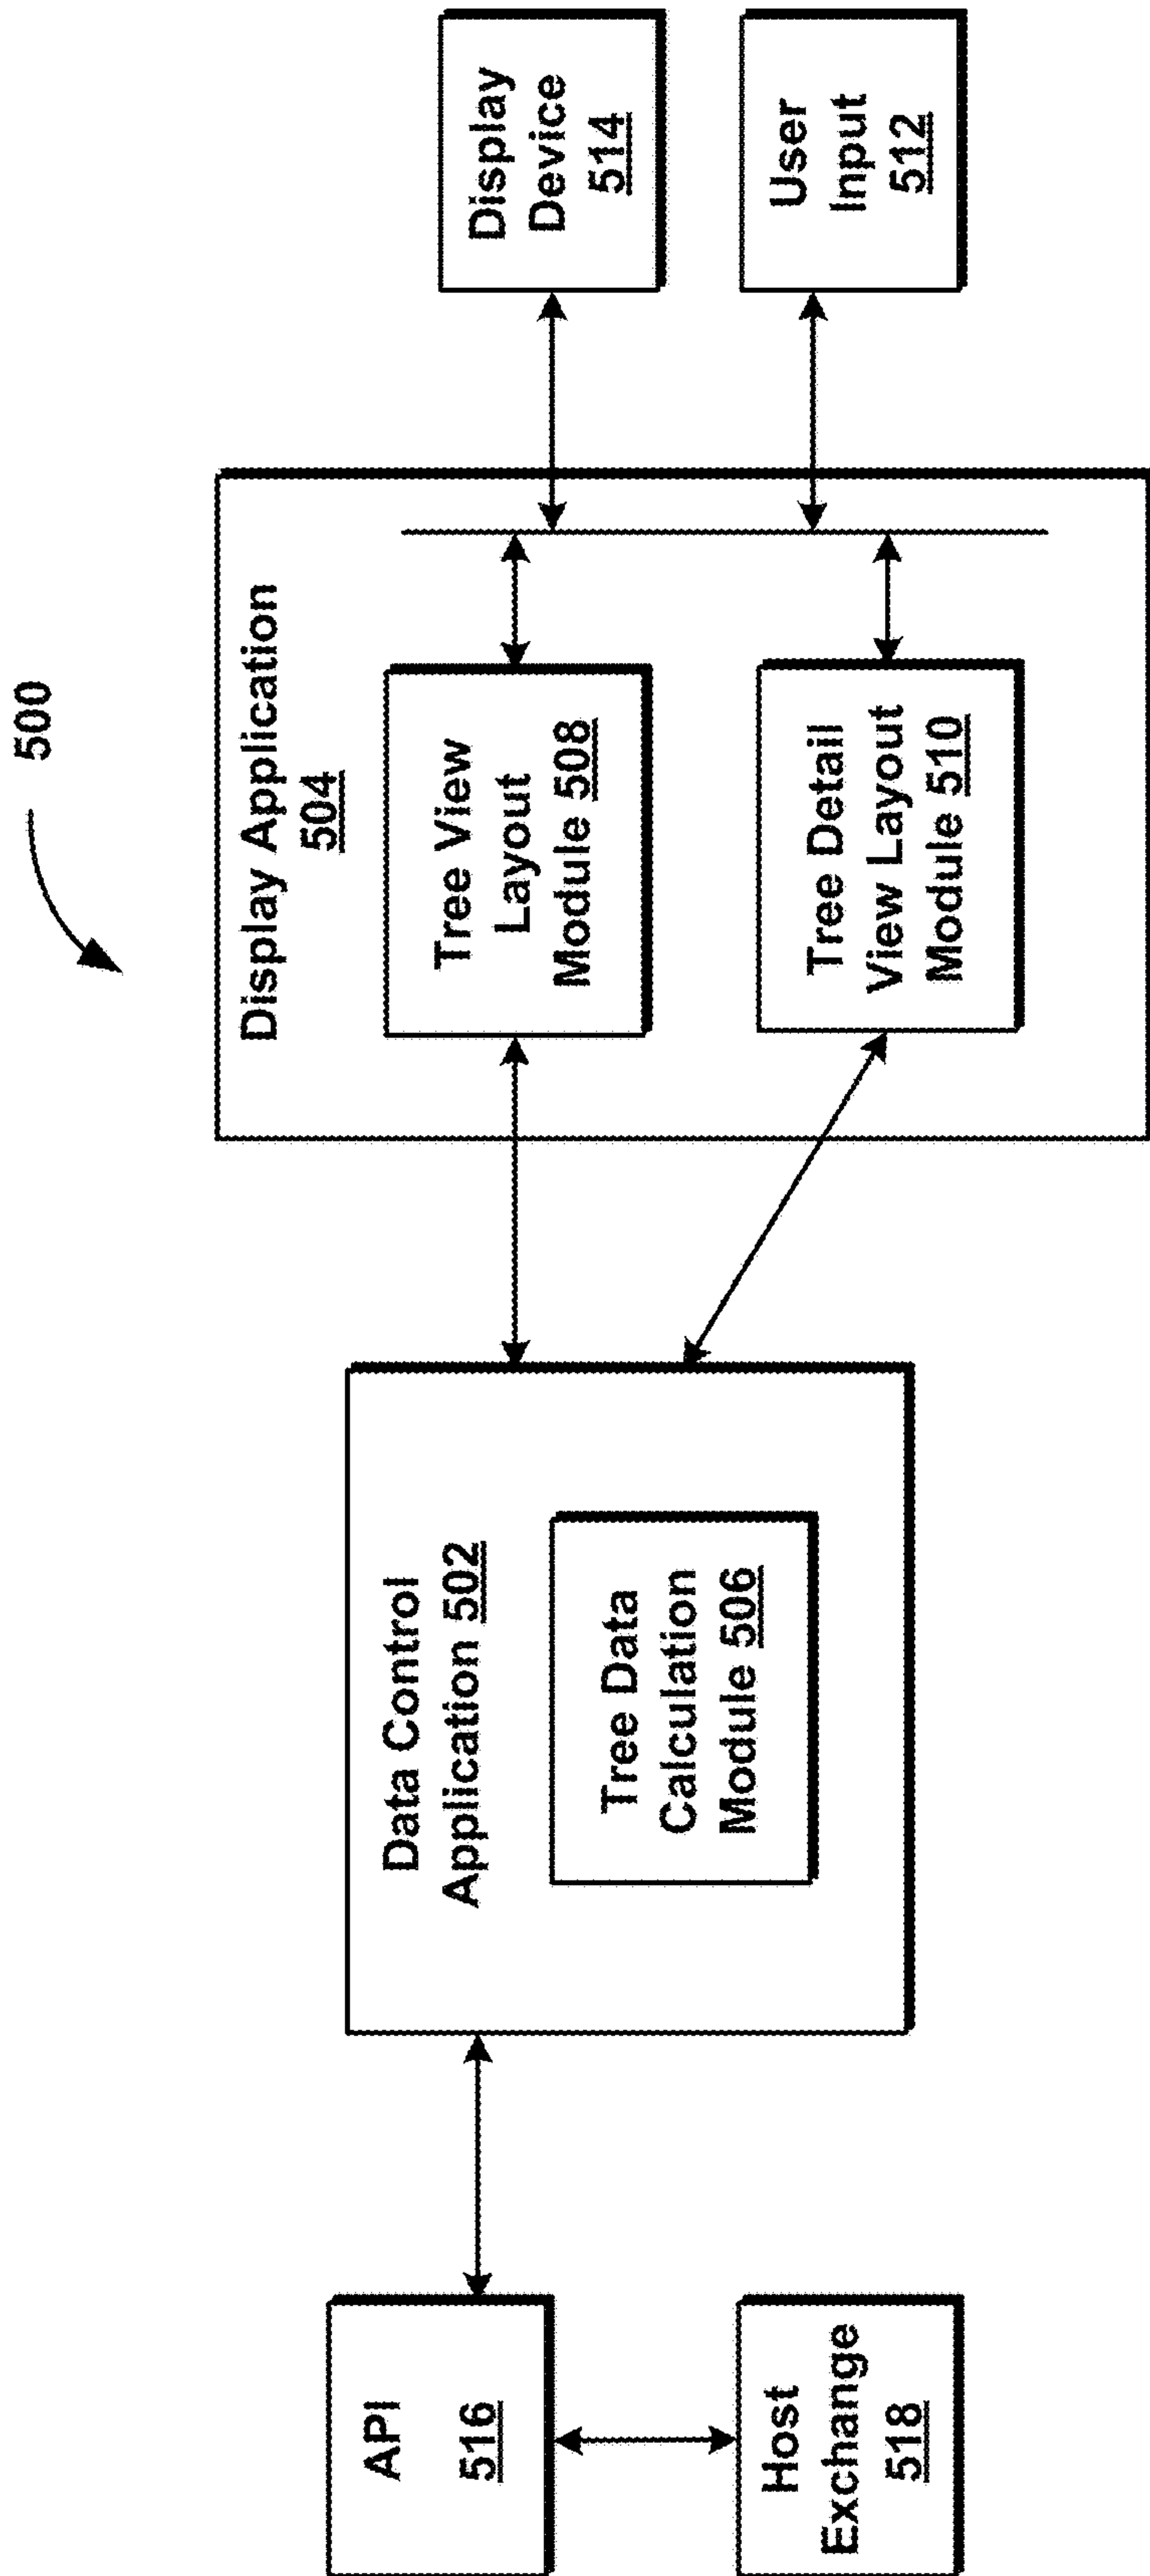 500
API
516
Host
Exchange
518
Data Control
Application 502
Tree Data
Calculation
Module 506
Display Application
504
Tree View
Layout
Module 508
Tree Detail
View Layout
Module 510
Display
Device
514
User
Input
512